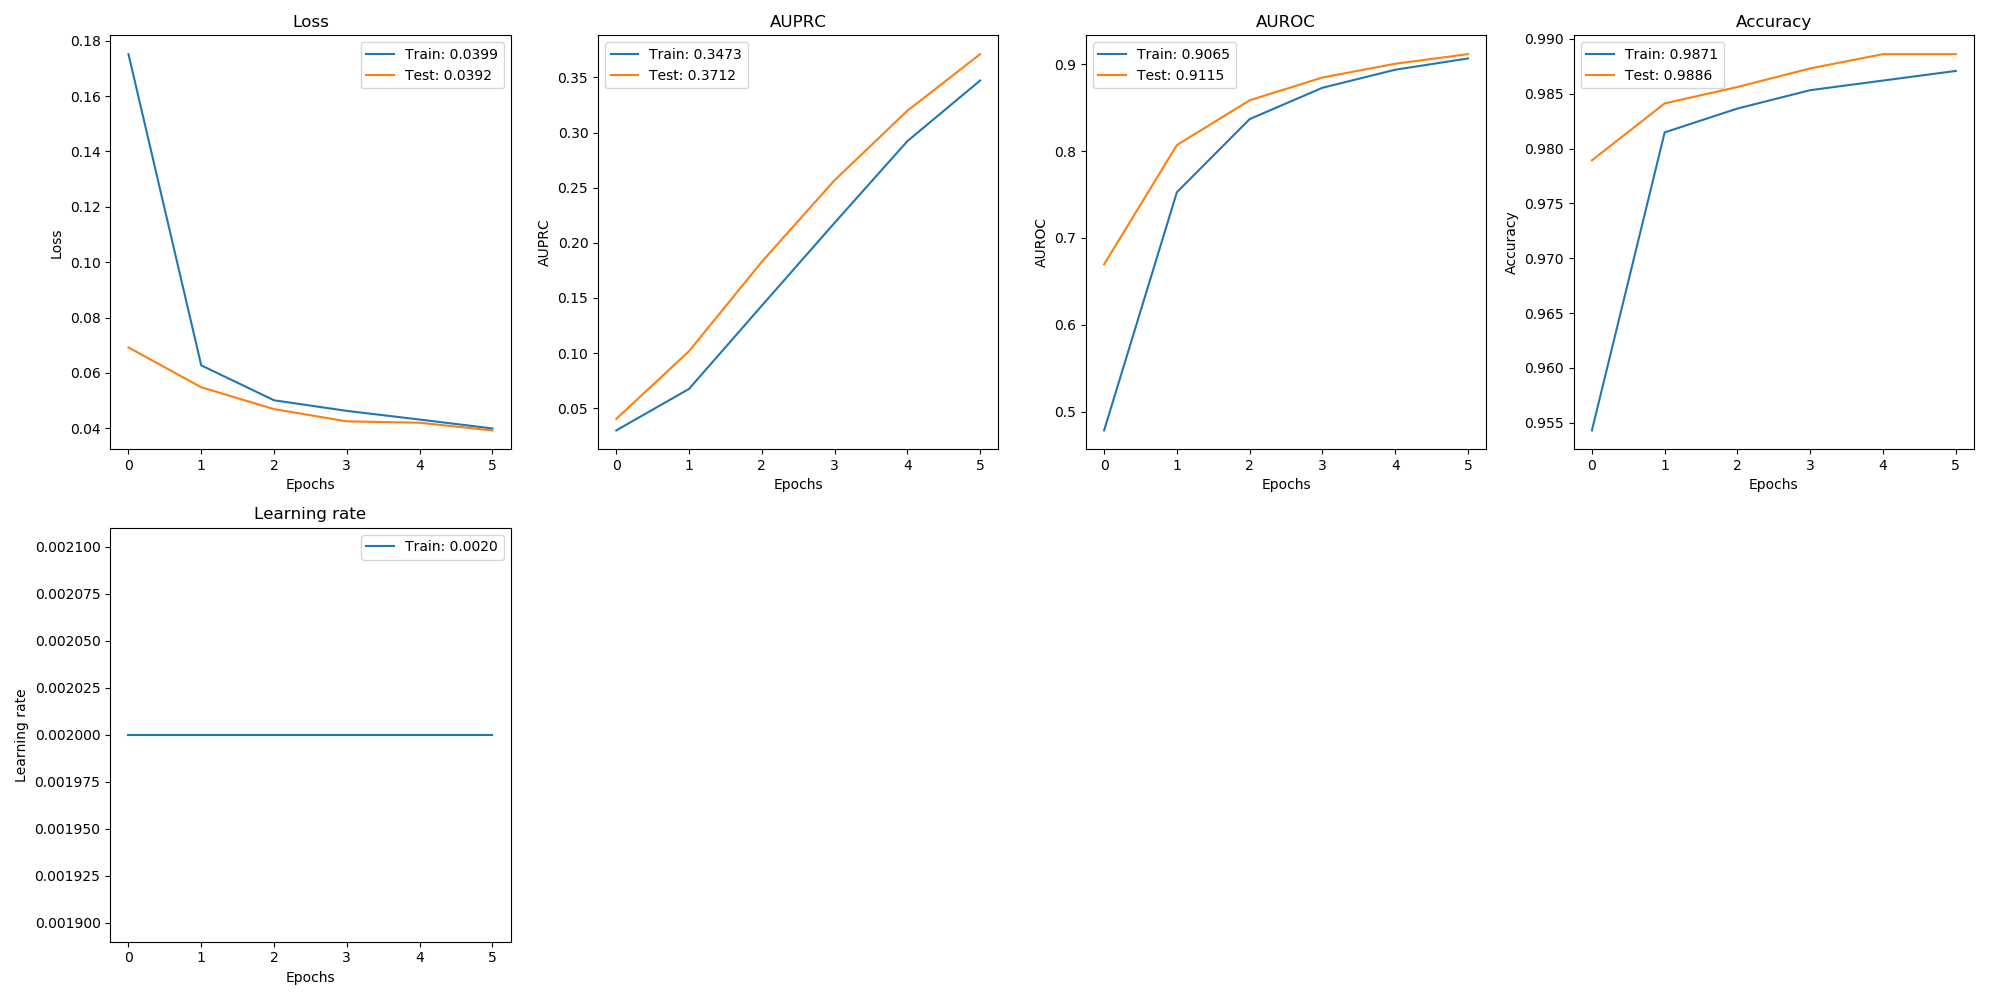 Loss
Train: 0.0399
Test: 0.0392
0.18
0.16
0.14
0.12
0.10
0.08
0.06
0.04
Loss
0 1 2 3 4 5
Epochs
AUPRC
Train: 0.3473
Test: 0.3712
0.35
0.30
0.25
0.20
0.15
0.10
0.05
AUPRC
0 1 2 3 4 5
Epochs
AUROC
Train: 0.9065
Test: 0.9115
0.9
0.8
0.7
0.6
0.5
AUROC
0 1 2 3 4 5
Epochs
Accuracy
Train: 0.9871
Test: 0.9886
0.990
0.985
0.980
0.975
0.970
0.965
0.960
0.955
Accuracy
0 1 2 3 4 5
Epochs
Learning rate
Train: 0.0020
0.002100
0.002075
0.002050
0.002025
0.002000
0.001975
0.001950
0.001925
0.001900
Learning rate
0 1 2 3 4 5
Epochs